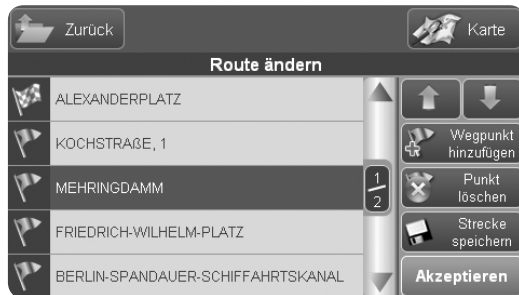 Zurück
Karte
Route ändern
ALEXANDERPLATZ
KOCHSTRAßE, 1
MEHRINGDAMM
FRIEDRICH-WILHELM-PLATZ
BERLIN-SPANDAUER-SCHIFFAHRTSKANAL
1
2
Wegpunkt
hinzufügen
Punkt
löschen
Strecke
speichern
Akzeptieren